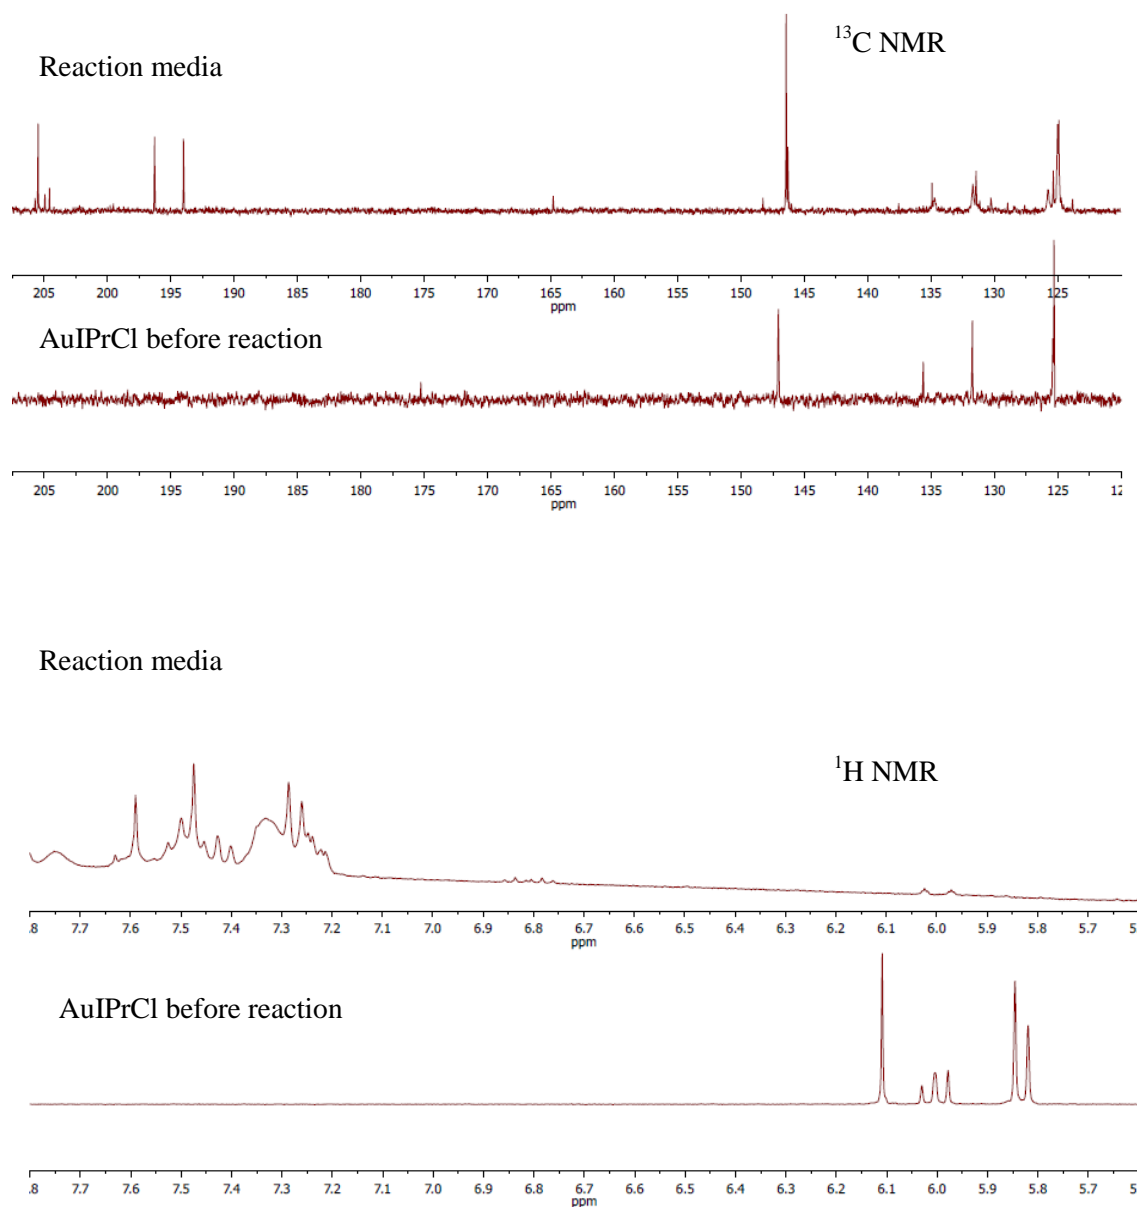 ¹³C NMR
Reaction media
205 200 195 190 185 180 175 170 165 160 155 150 145 140 135 130 125
ppm
AuIPrCl before reaction
205 200 195 190 185 180 175 170 165 160 155 150 145 140 135 130 125 12
ppm
Reaction media
¹H NMR
.8 7.7 7.6 7.5 7.4 7.3 7.2 7.1 7.0 6.9 6.8 6.7 6.6 6.5 6.4 6.3 6.2 6.1 6.0 5.9 5.8 5.7 5.
ppm
AuIPrCl before reaction
.8 7.7 7.6 7.5 7.4 7.3 7.2 7.1 7.0 6.9 6.8 6.7 6.6 6.5 6.4 6.3 6.2 6.1 6.0 5.9 5.8 5.7 5.
ppm